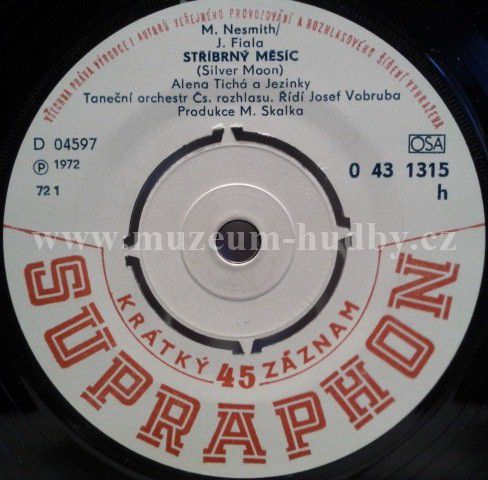 VŠECHNA PRÁVA VÝROBCE I AUTORŮ VEŘEJNÉHO PROVOZOVÁNÍ A ROZHLASOVÉHO ŠÍŘENÍ VYHRAŽENA
M. Nesmith/
J. Fiala
STŘÍBRNÝ MĚSÍC
(Silver Moon)
Alena Tichá a Jezinky
Taneční orchestr Čs. rozhlasu. Řídí Josef Vobruba
Produkce M. Skalka
D 04597
Ⓟ 1972
72 1
OSA
0 43 1315
h
www.muzeum-hudby.cz
KRÁTKÝ 45 ZÁZNAM
SUPRAPHON